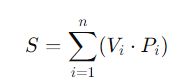 S = \sum_{i=1}^{n} (V_i \cdot P_i)